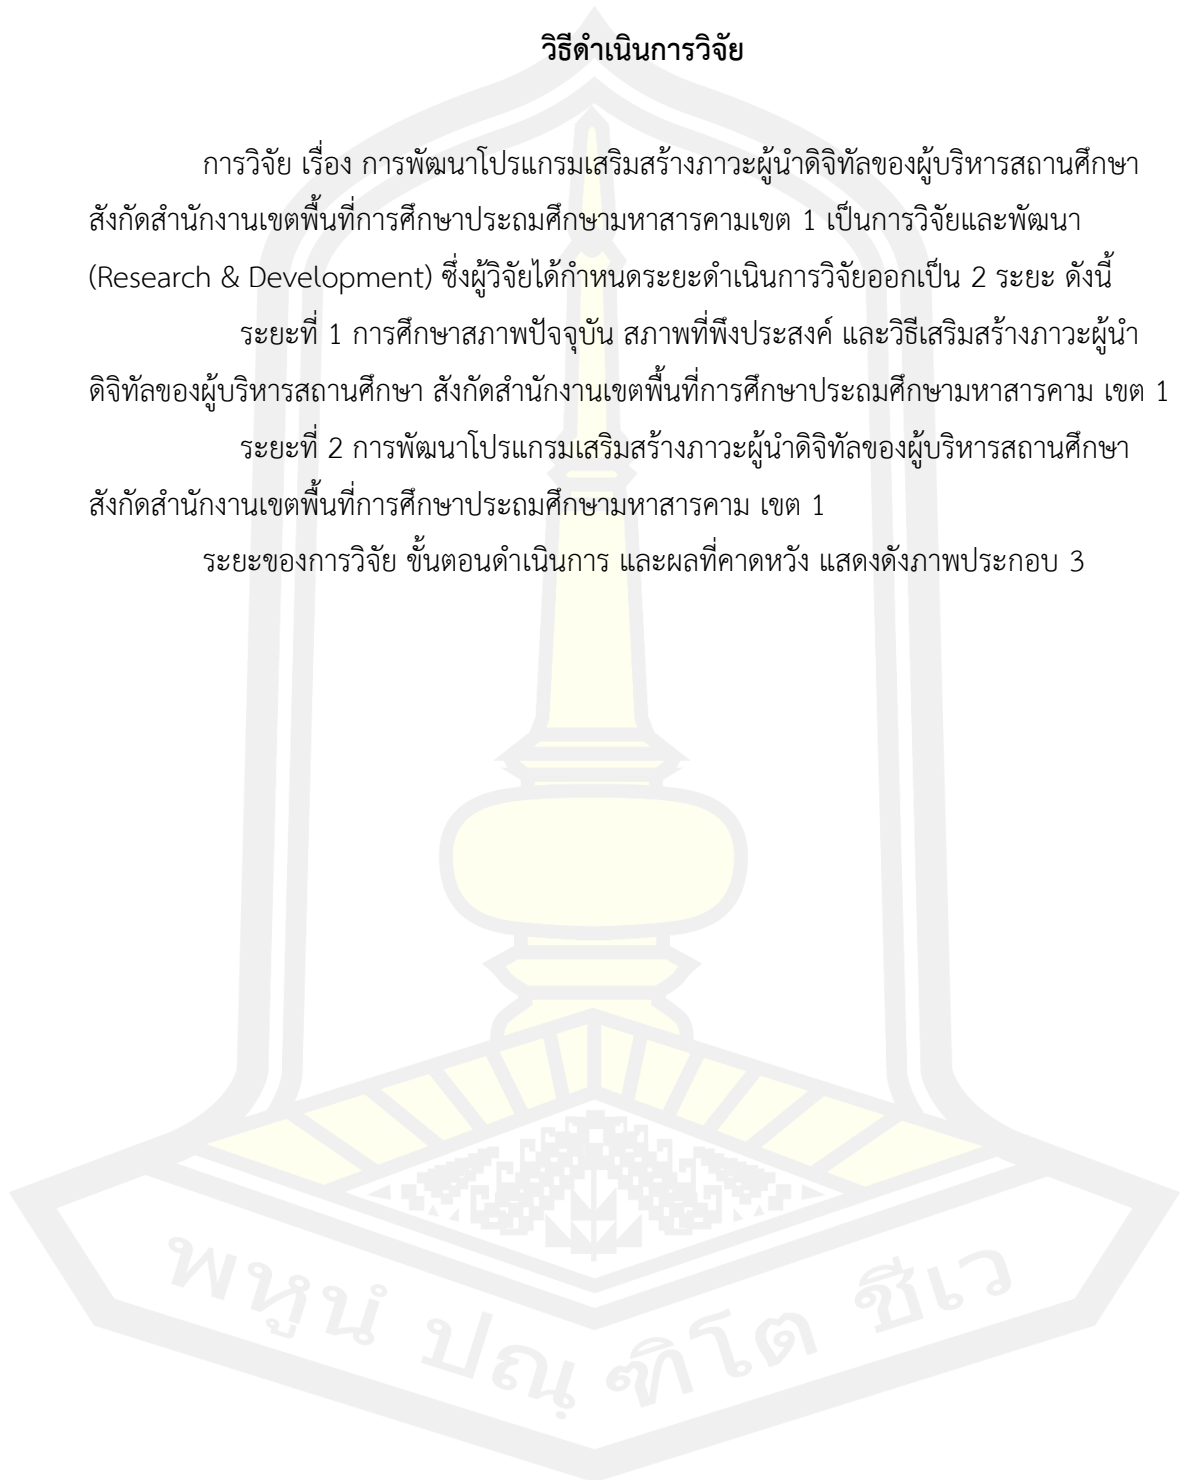 วิธีดำเนินการวิจัย
การวิจัย เรื่อง การพัฒนาโปรแกรมเสริมสร้างภาวะผู้นำดิจิทัลของผู้บริหารสถานศึกษา
สังกัดสำนักงานเขตพื้นที่การศึกษาประถมศึกษามหาสารคามเขต 1 เป็นการวิจัยและพัฒนา
(Research & Development) ซึ่งผู้วิจัยได้กำหนดระยะดำเนินการวิจัยออกเป็น 2 ระยะ ดังนี้
ระยะที่ 1 การศึกษาสภาพปัจจุบัน สภาพที่พึงประสงค์ และวิธีเสริมสร้างภาวะผู้นำ
ดิจิทัลของผู้บริหารสถานศึกษา สังกัดสำนักงานเขตพื้นที่การศึกษาประถมศึกษามหาสารคาม เขต 1
ระยะที่ 2 การพัฒนาโปรแกรมเสริมสร้างภาวะผู้นำดิจิทัลของผู้บริหารสถานศึกษา
สังกัดสำนักงานเขตพื้นที่การศึกษาประถมศึกษามหาสารคาม เขต 1
ระยะของการวิจัย ขั้นตอนดำเนินการ และผลที่คาดหวัง แสดงดังภาพประกอบ 3
พหูนํ ปณฺ ฑิโต ชีเว